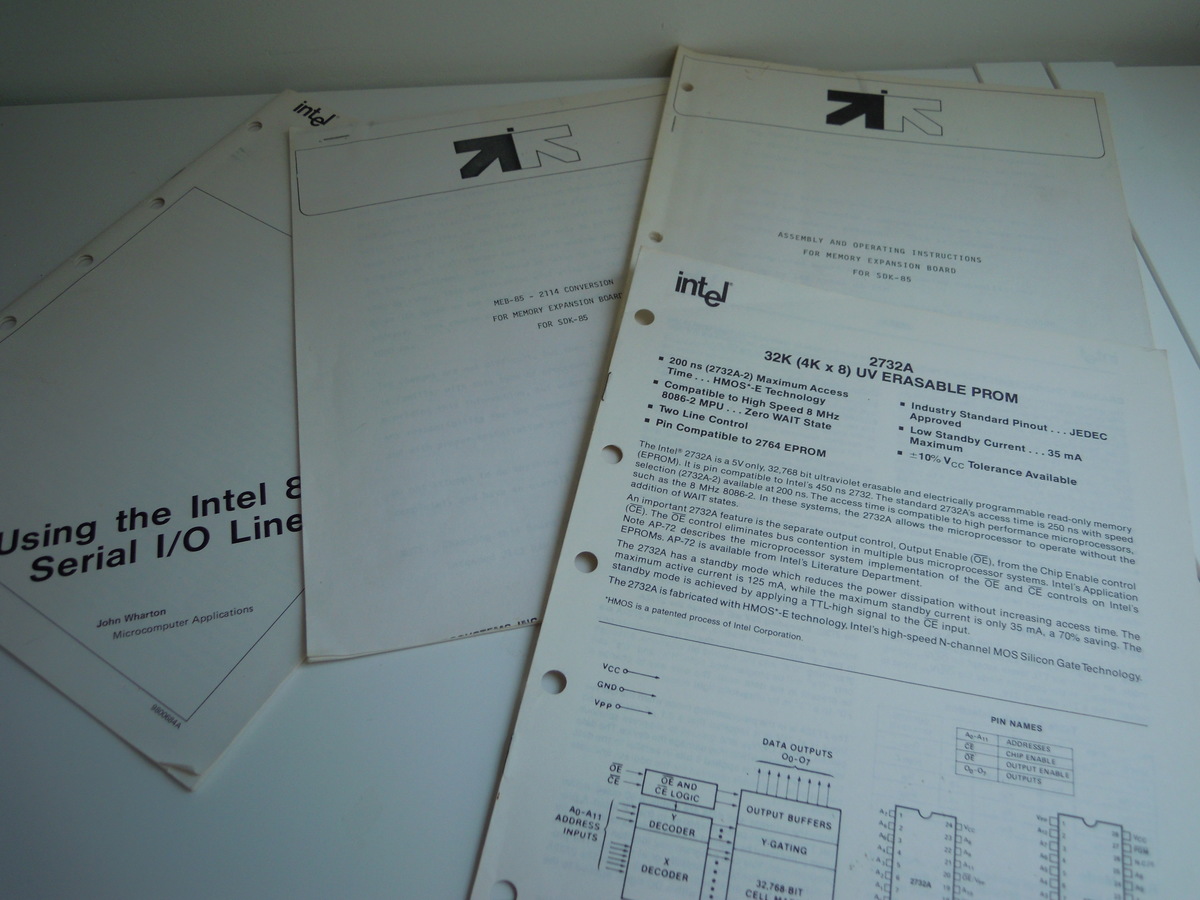 intel
Using the Intel 8
Serial I/O Line
John Wharton
Microcomputer Applications
9800684A
MEB-85 - 2114 CONVERSION
FOR MEMORY EXPANSION BOARD
FOR SDK-85
ASSEMBLY AND OPERATING INSTRUCTIONS
FOR MEMORY EXPANSION BOARD
FOR SDK-85
intel®
2732A
32K (4K x 8) UV ERASABLE PROM
■ 200 ns (2732A-2) Maximum Access
Time . . . HMOS*-E Technology
■ Compatible to High Speed 8 MHz
8086-2 MPU . . . Zero WAIT State
■ Two Line Control
■ Pin Compatible to 2764 EPROM
■ Industry Standard Pinout . . . JEDEC
Approved
■ Low Standby Current . . . 35 mA
Maximum
■ ±10% VCC Tolerance Available
The Intel® 2732A is a 5V only, 32,768 bit ultraviolet erasable and electrically programmable read-only memory
(EPROM). It is pin compatible to Intel's 450 ns 2732. The standard 2732A's access time is 250 ns with speed
selection (2732A-2) available at 200 ns. The access time is compatible to high performance microprocessors,
such as the 8 MHz 8086-2. In these systems, the 2732A allows the microprocessor to operate without the
addition of WAIT states.
An important 2732A feature is the separate output control, Output Enable (OE), from the Chip Enable control
(CE). The OE control eliminates bus contention in multiple bus microprocessor systems. Intel's Application
Note AP-72 describes the microprocessor system implementation of the OE and CE controls on Intel's
EPROMs. AP-72 is available from Intel's Literature Department.
The 2732A has a standby mode which reduces the power dissipation without increasing access time. The
maximum active current is 125 mA, while the maximum standby current is only 35 mA, a 70% saving. The
standby mode is achieved by applying a TTL-high signal to the CE input.
The 2732A is fabricated with HMOS*-E technology, Intel's high-speed N-channel MOS Silicon Gate Technology.
*HMOS is a patented process of Intel Corporation.
VCC
GND
VPP
DATA OUTPUTS
O0-O7
OE
CE
OE AND
CE LOGIC
A0-A11
ADDRESS
INPUTS
Y
DECODER
X
DECODER
OUTPUT BUFFERS
Y-GATING
32,768-BIT
PIN NAMES
A0-A11 ADDRESSES
CE CHIP ENABLE
OE OUTPUT ENABLE
O0-O7 OUTPUTS
2732A